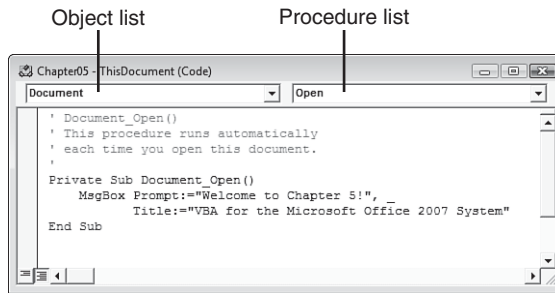 Object list
Procedure list
Chapter05 - ThisDocument (Code)
Document
Open
' Document_Open()
' This procedure runs automatically
' each time you open this document.
'
Private Sub Document_Open()
MsgBox Prompt:="Welcome to Chapter 5!", _
Title:="VBA for the Microsoft Office 2007 System"
End Sub